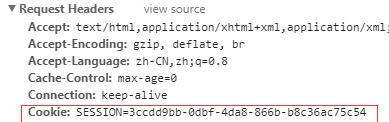 ▼ Request Headers view source
Accept: text/html,application/xhtml+xml,application/xml;
Accept-Encoding: gzip, deflate, br
Accept-Language: zh-CN,zh;q=0.8
Cache-Control: max-age=0
Connection: keep-alive
Cookie: SESSION=3ccdd9bb-0dbf-4da8-866b-b8c36ac75c54